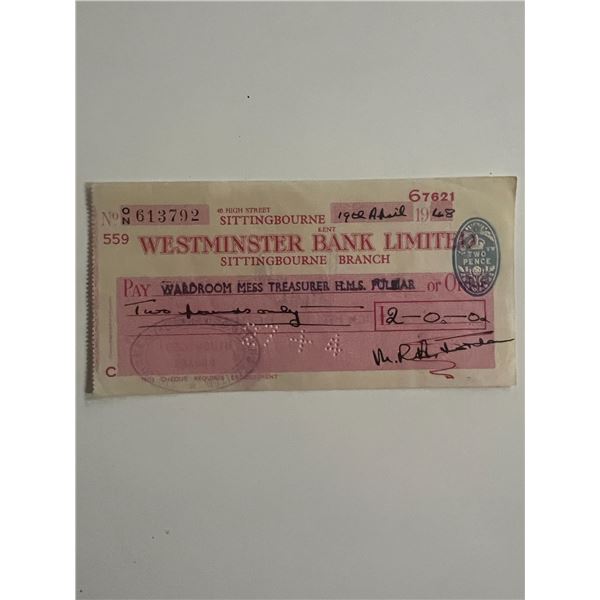 67621
No O/N 613792 40 HIGH STREET SITTINGBOURNE KENT 19th April 1948
559 WESTMINSTER BANK LIMITED
SITTINGBOURNE BRANCH
TWO PENCE
PAY WARDROOM MESS TREASURER H.M.S. FULMAR OR ORDER
Two pounds only £2-0-0
C THIS CHEQUE REQUIRES ENDORSEMENT